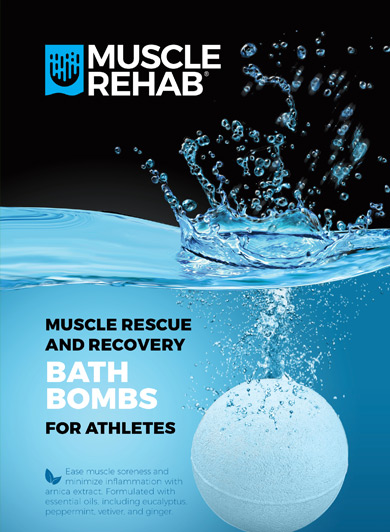 MUSCLE
REHAB®
MUSCLE RESCUE
AND RECOVERY
BATH
BOMBS
FOR ATHLETES
Ease muscle soreness and
minimize inflammation with
arnica extract. Formulated with
essential oils, including eucalyptus,
peppermint, vetiver, and ginger.